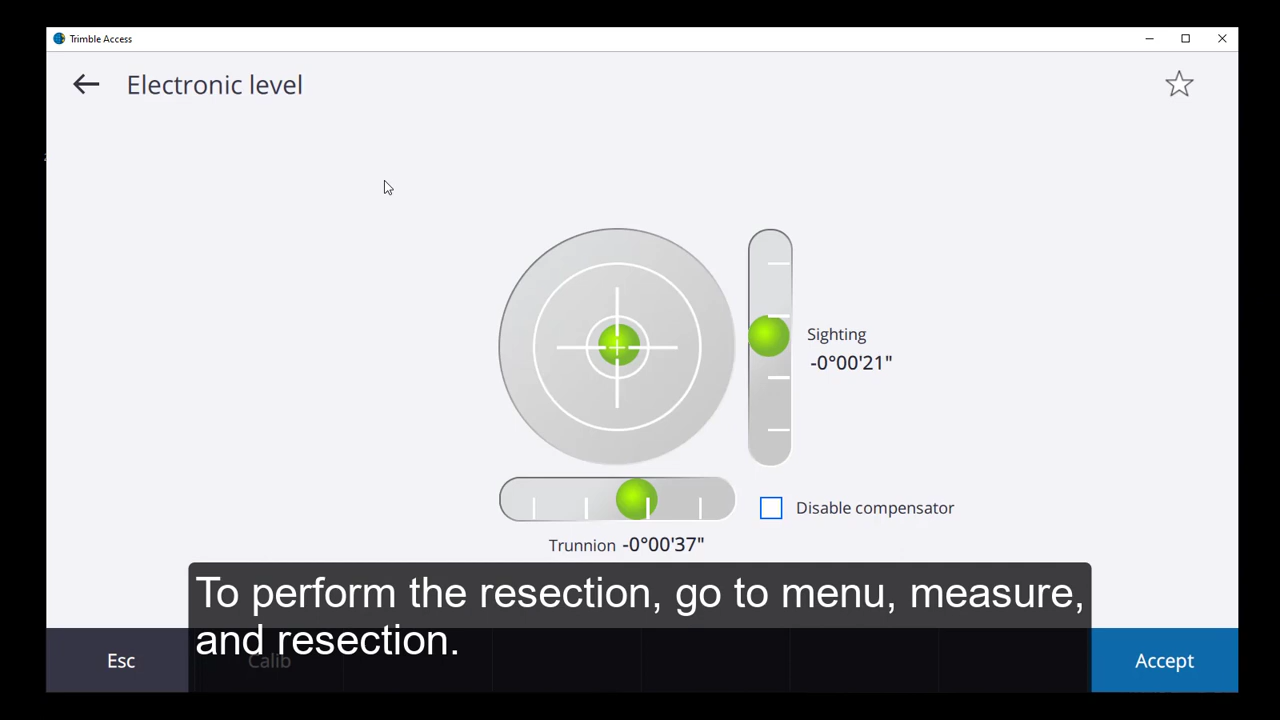 Trimble Access
Electronic level
Sighting
-0°00'21"
Disable compensator
Trunnion -0°00'37"
To perform the resection, go to menu, measure,
and resection.
Esc
Calib
Accept